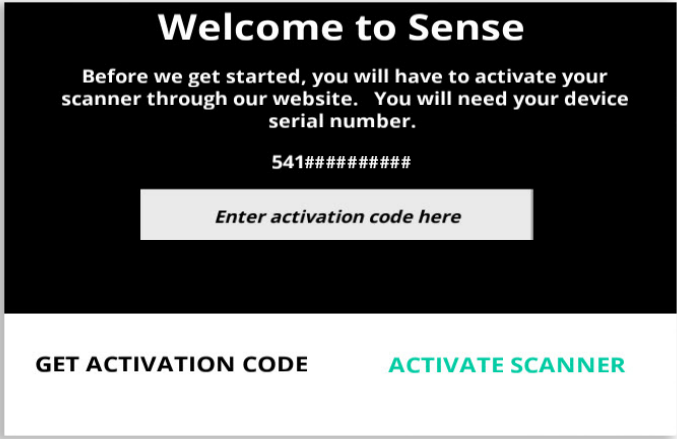 Welcome to Sense
Before we get started, you will have to activate your
scanner through our website.   You will need your device
serial number.
541##########
Enter activation code here
GET ACTIVATION CODE
ACTIVATE SCANNER